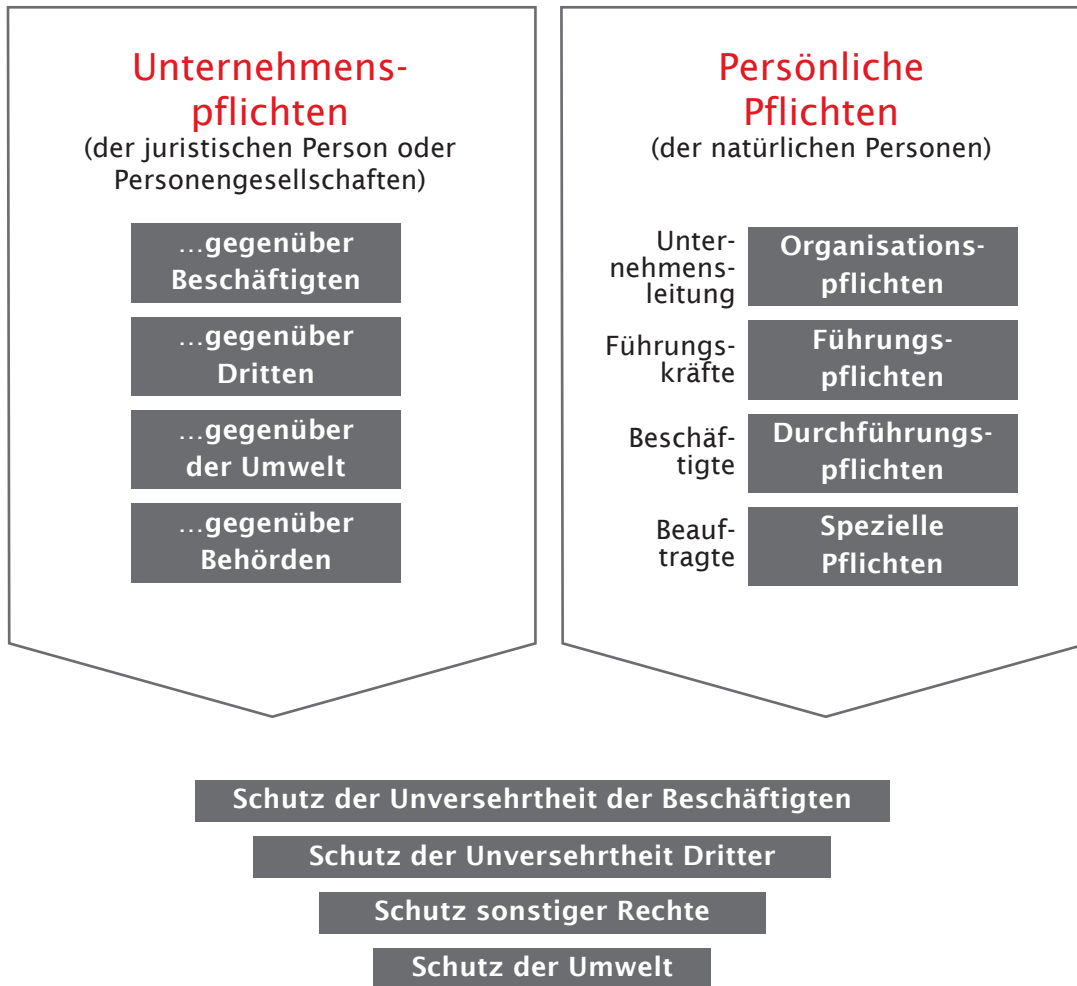 Unternehmens-
pflichten
(der juristischen Person oder
Personengesellschaften)
…gegenüber
Beschäftigten
…gegenüber
Dritten
…gegenüber
der Umwelt
…gegenüber
Behörden
Persönliche
Pflichten
(der natürlichen Personen)
Unter-
nehmens-
leitung
Organisations-
pflichten
Führungs-
kräfte
Führungs-
pflichten
Beschäf-
tigte
Durchführungs-
pflichten
Beauf-
tragte
Spezielle
Pflichten
Schutz der Unversehrtheit der Beschäftigten
Schutz der Unversehrtheit Dritter
Schutz sonstiger Rechte
Schutz der Umwelt